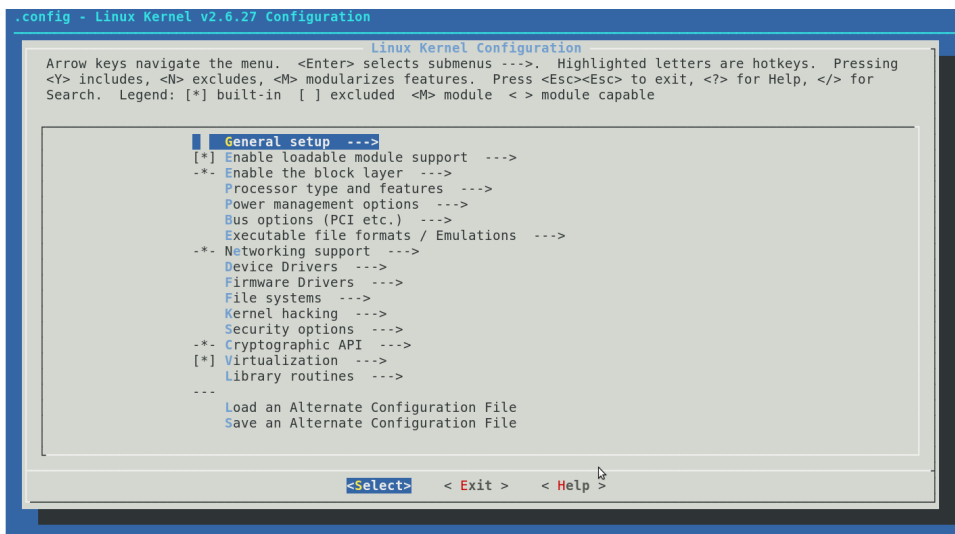 .config - Linux Kernel v2.6.27 Configuration
Linux Kernel Configuration
Arrow keys navigate the menu.  <Enter> selects submenus --->.  Highlighted letters are hotkeys.  Pressing
<Y> includes, <N> excludes, <M> modularizes features.  Press <Esc><Esc> to exit, <?> for Help, </> for
Search.  Legend: [*] built-in  [ ] excluded  <M> module  < > module capable
General setup  --->
[*] Enable loadable module support  --->
-*- Enable the block layer  --->
Processor type and features  --->
Power management options  --->
Bus options (PCI etc.)  --->
Executable file formats / Emulations  --->
-*- Networking support  --->
Device Drivers  --->
Firmware Drivers  --->
File systems  --->
Kernel hacking  --->
Security options  --->
-*- Cryptographic API  --->
[*] Virtualization  --->
Library routines  --->
---
Load an Alternate Configuration File
Save an Alternate Configuration File
<Select>    < Exit >    < Help >